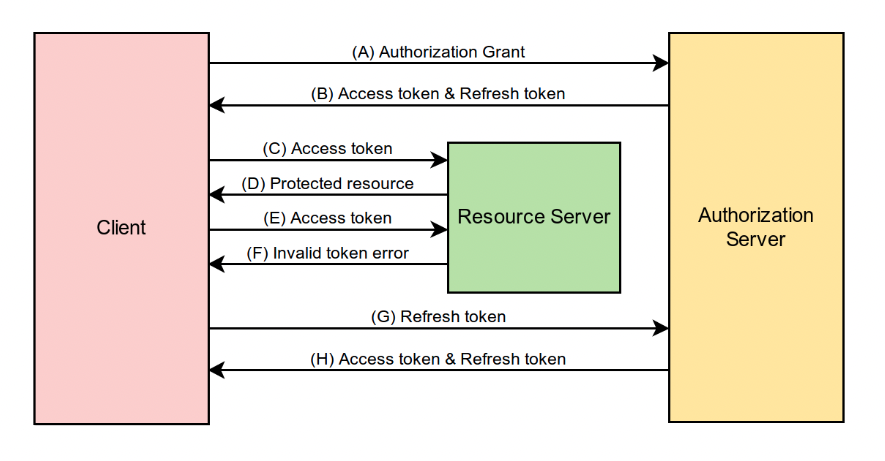 (A) Authorization Grant
(B) Access token & Refresh token
(C) Access token
(D) Protected resource
(E) Access token
(F) Invalid token error
(G) Refresh token
(H) Access token & Refresh token
Client
Resource Server
Authorization
Server